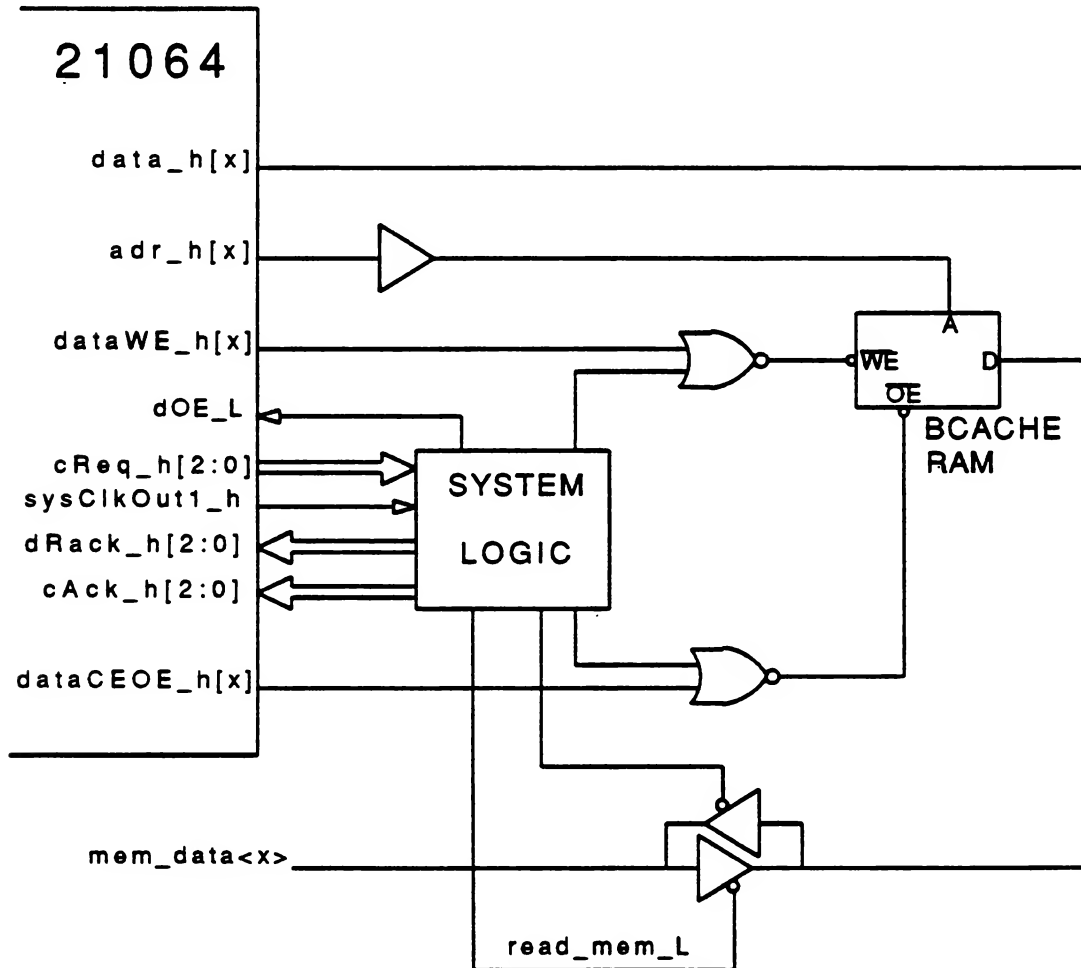 21064
data_h[x]
adr_h[x]
dataWE_h[x]
dOE_L
cReq_h[2:0]
sysClkOut1_h
dRack_h[2:0]
cAck_h[2:0]
dataCEOE_h[x]
SYSTEM
LOGIC
A
WE
D
OE
BCACHE
RAM
mem_data<x>
read_mem_L